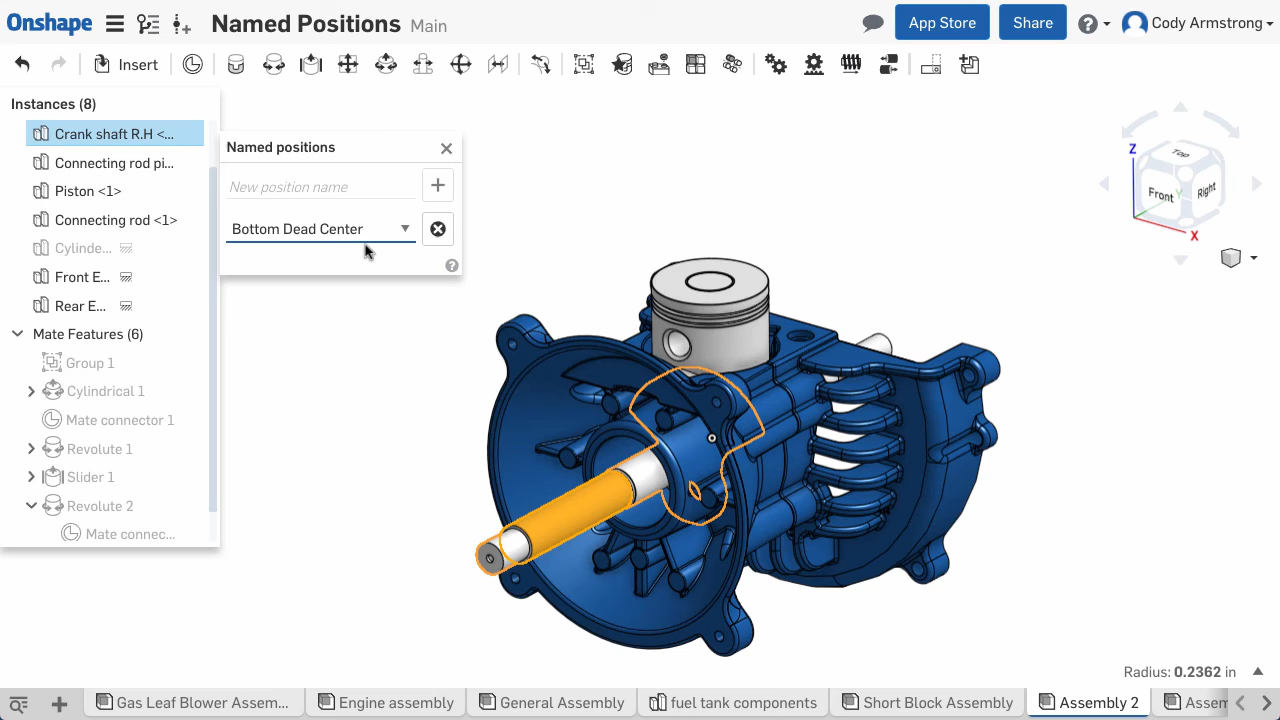 Onshape
Named Positions Main
App Store
Share
Cody Armstrong
Insert
Instances (8)
Crank shaft R.H <...
Connecting rod pi...
Piston <1>
Connecting rod <1>
Cylinde...
Front E...
Rear E...
Mate Features (6)
Group 1
Cylindrical 1
Mate connector 1
Revolute 1
Slider 1
Revolute 2
Mate connec...
Named positions
New position name
Bottom Dead Center
Z
Top
Front
Y
Right
X
Radius: 0.2362 in
Gas Leaf Blower Assem...
Engine assembly
General Assembly
fuel tank components
Short Block Assembly
Assembly 2
Assem